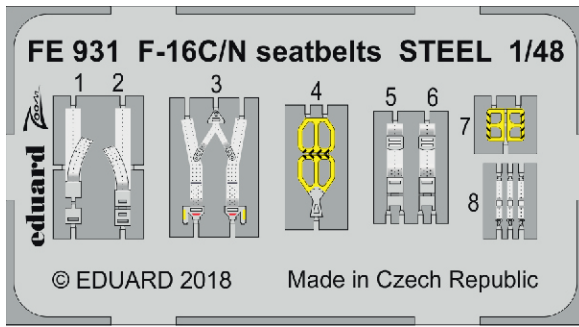 FE 931 F-16C/N seatbelts STEEL 1/48
1 2 3 4 5 6
7
8
Zoom
eduard
© EDUARD 2018 Made in Czech Republic